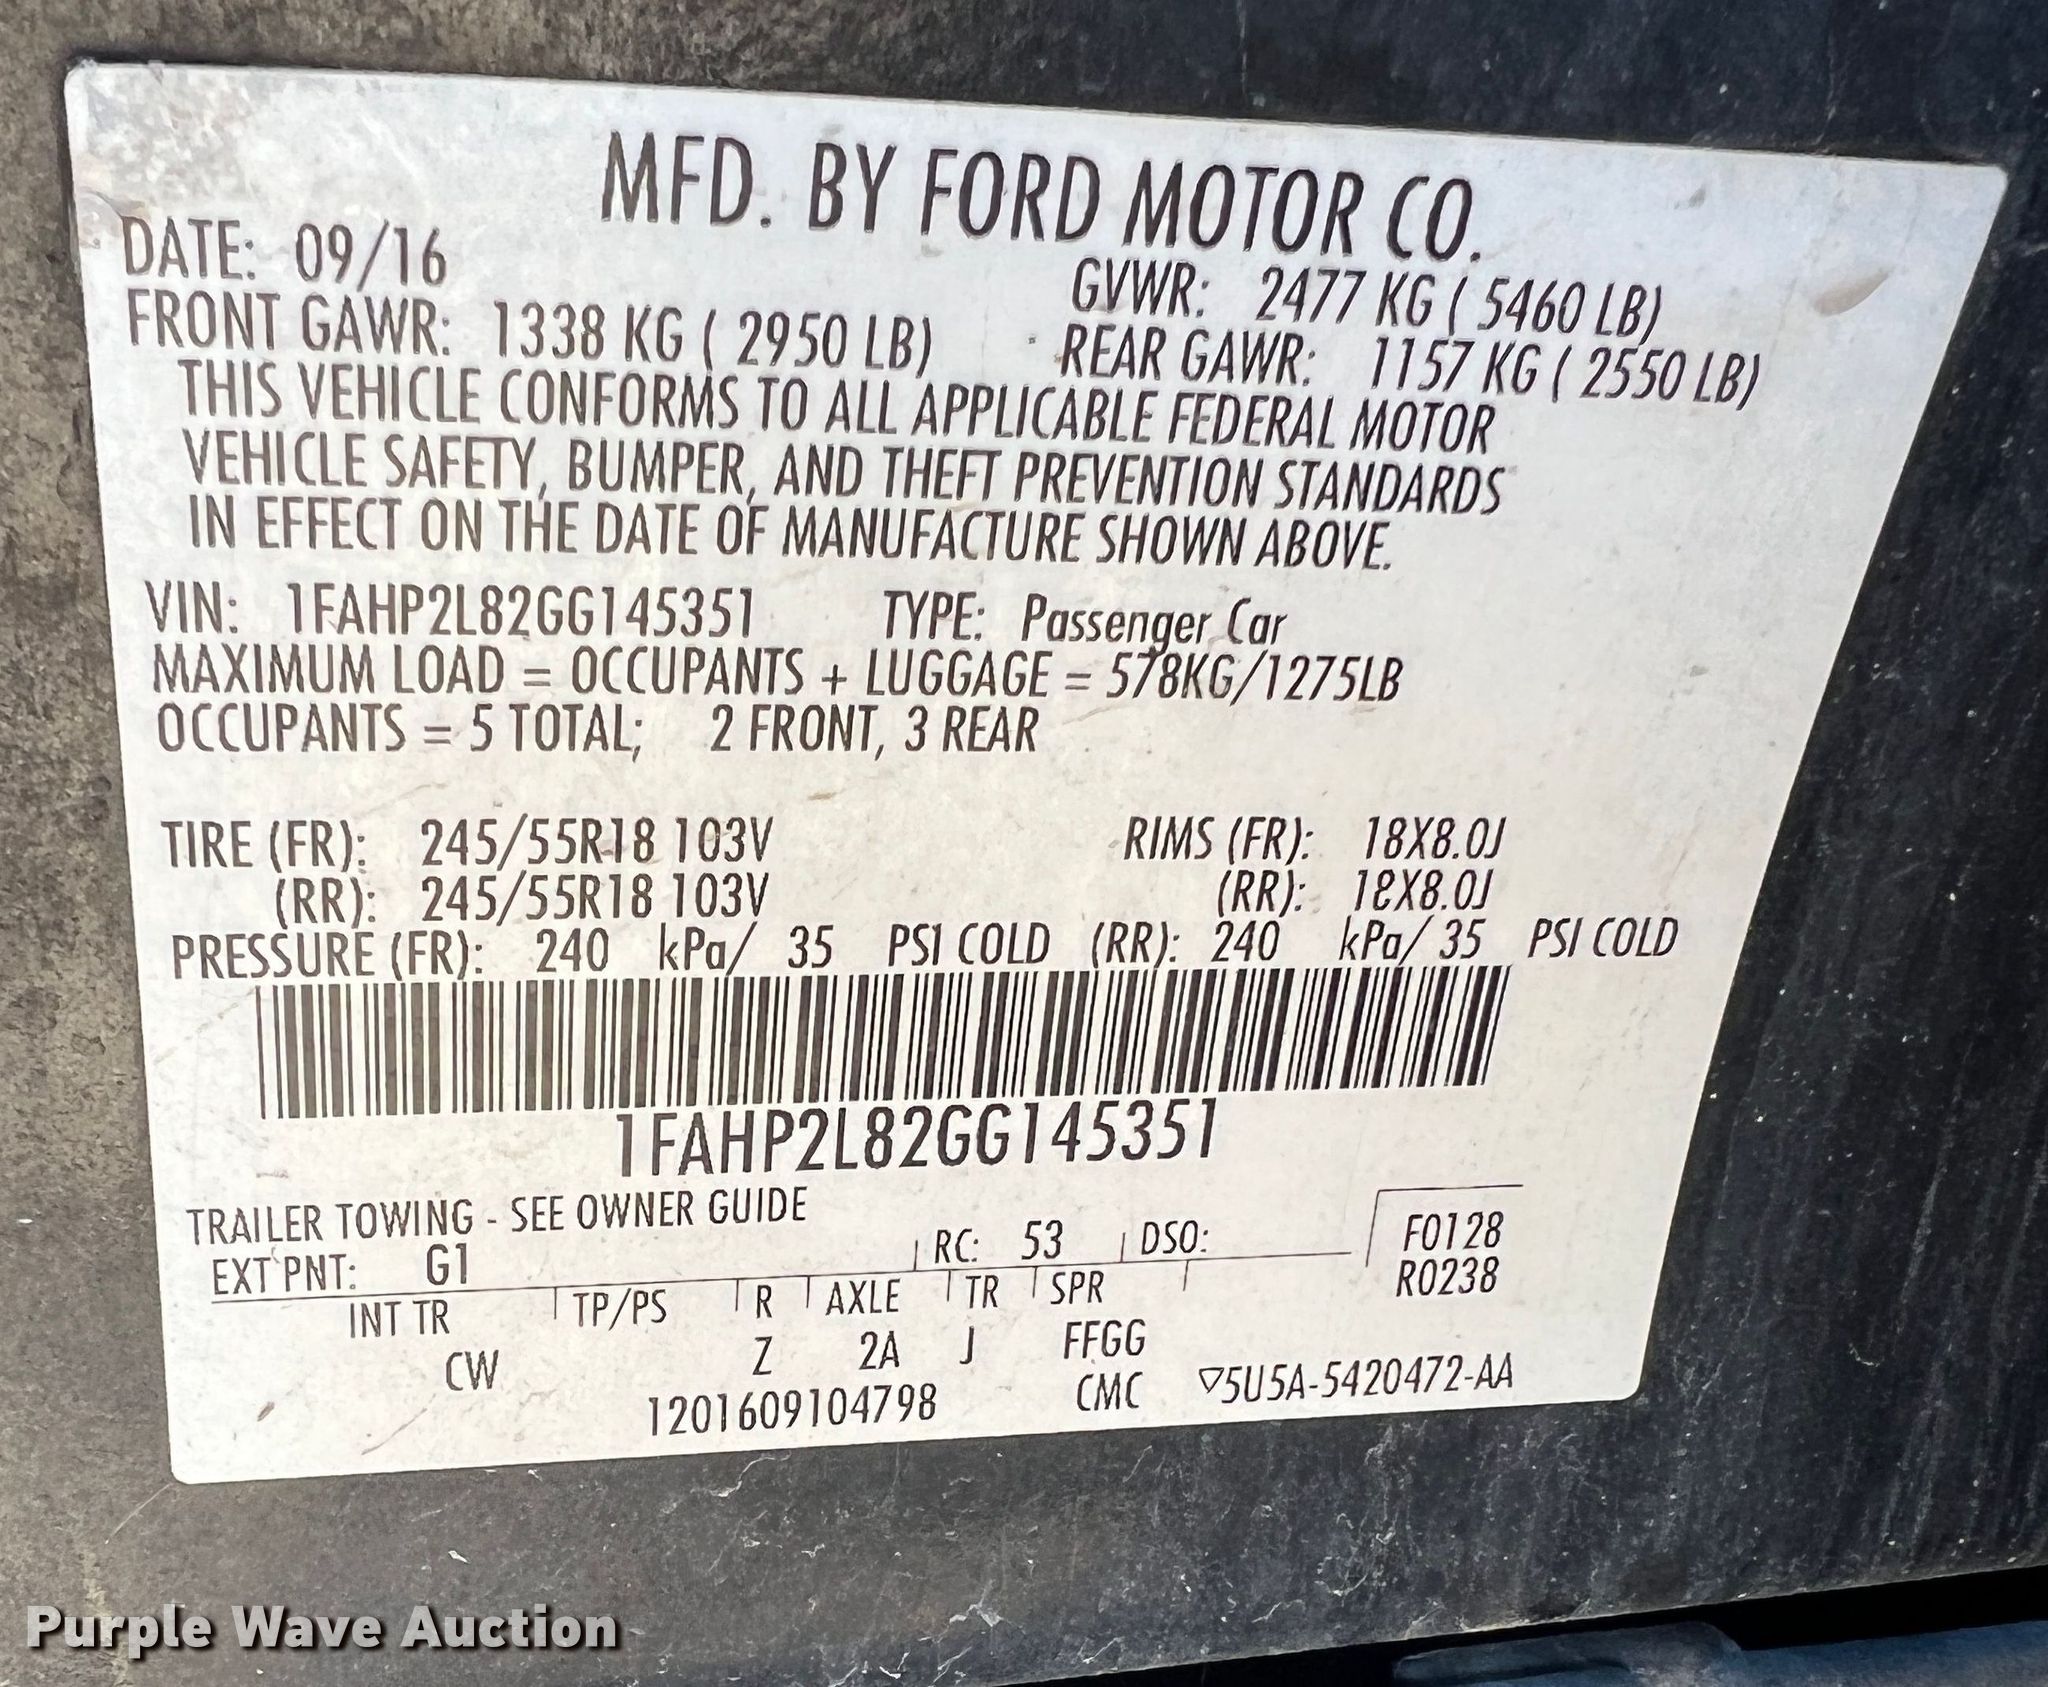 MFD. BY FORD MOTOR CO.
DATE: 09/16
GVWR: 2477 KG ( 5460 LB)
FRONT GAWR: 1338 KG ( 2950 LB)
REAR GAWR: 1157 KG ( 2550 LB)
THIS VEHICLE CONFORMS TO ALL APPLICABLE FEDERAL MOTOR
VEHICLE SAFETY, BUMPER, AND THEFT PREVENTION STANDARDS
IN EFFECT ON THE DATE OF MANUFACTURE SHOWN ABOVE.
VIN: 1FAHP2L82GG145351 TYPE: Passenger Car
MAXIMUM LOAD = OCCUPANTS + LUGGAGE = 578KG/1275LB
OCCUPANTS = 5 TOTAL; 2 FRONT, 3 REAR
TIRE (FR): 245/55R18 103V RIMS (FR): 18X8.0J
(RR): 245/55R18 103V (RR): 18X8.0J
PRESSURE (FR): 240 kPa/ 35 PSI COLD (RR): 240 kPa/ 35 PSI COLD
1FAHP2L82GG145351
TRAILER TOWING - SEE OWNER GUIDE
EXT PNT: G1 RC: 53 DSO: F0128
R0238
INT TR TP/PS R AXLE TR SPR
CW Z 2A J FFGG
1201609104798 CMC ▽5U5A-5420472-AA
Purple Wave Auction